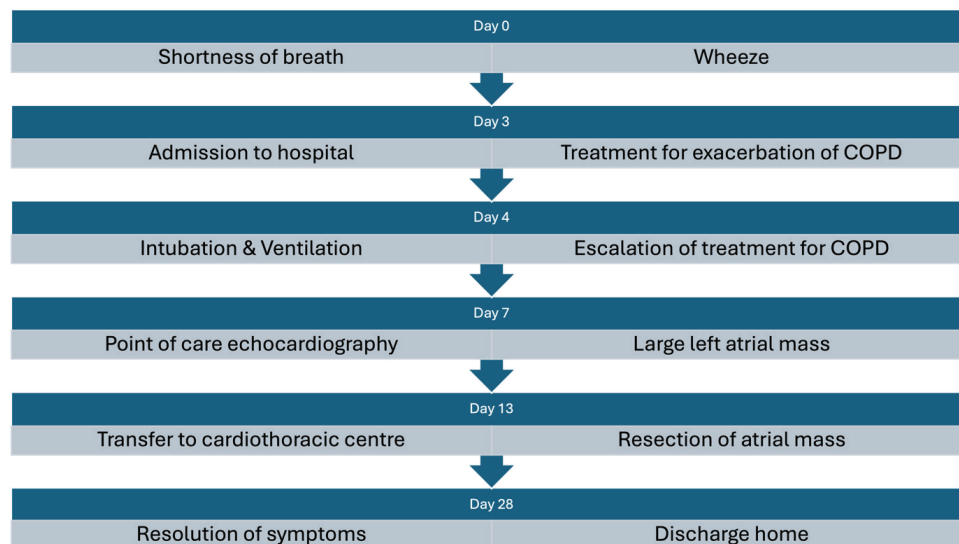 Day 0
Shortness of breath Wheeze
Day 3
Admission to hospital Treatment for exacerbation of COPD
Day 4
Intubation & Ventilation Escalation of treatment for COPD
Day 7
Point of care echocardiography Large left atrial mass
Day 13
Transfer to cardiothoracic centre Resection of atrial mass
Day 28
Resolution of symptoms Discharge home